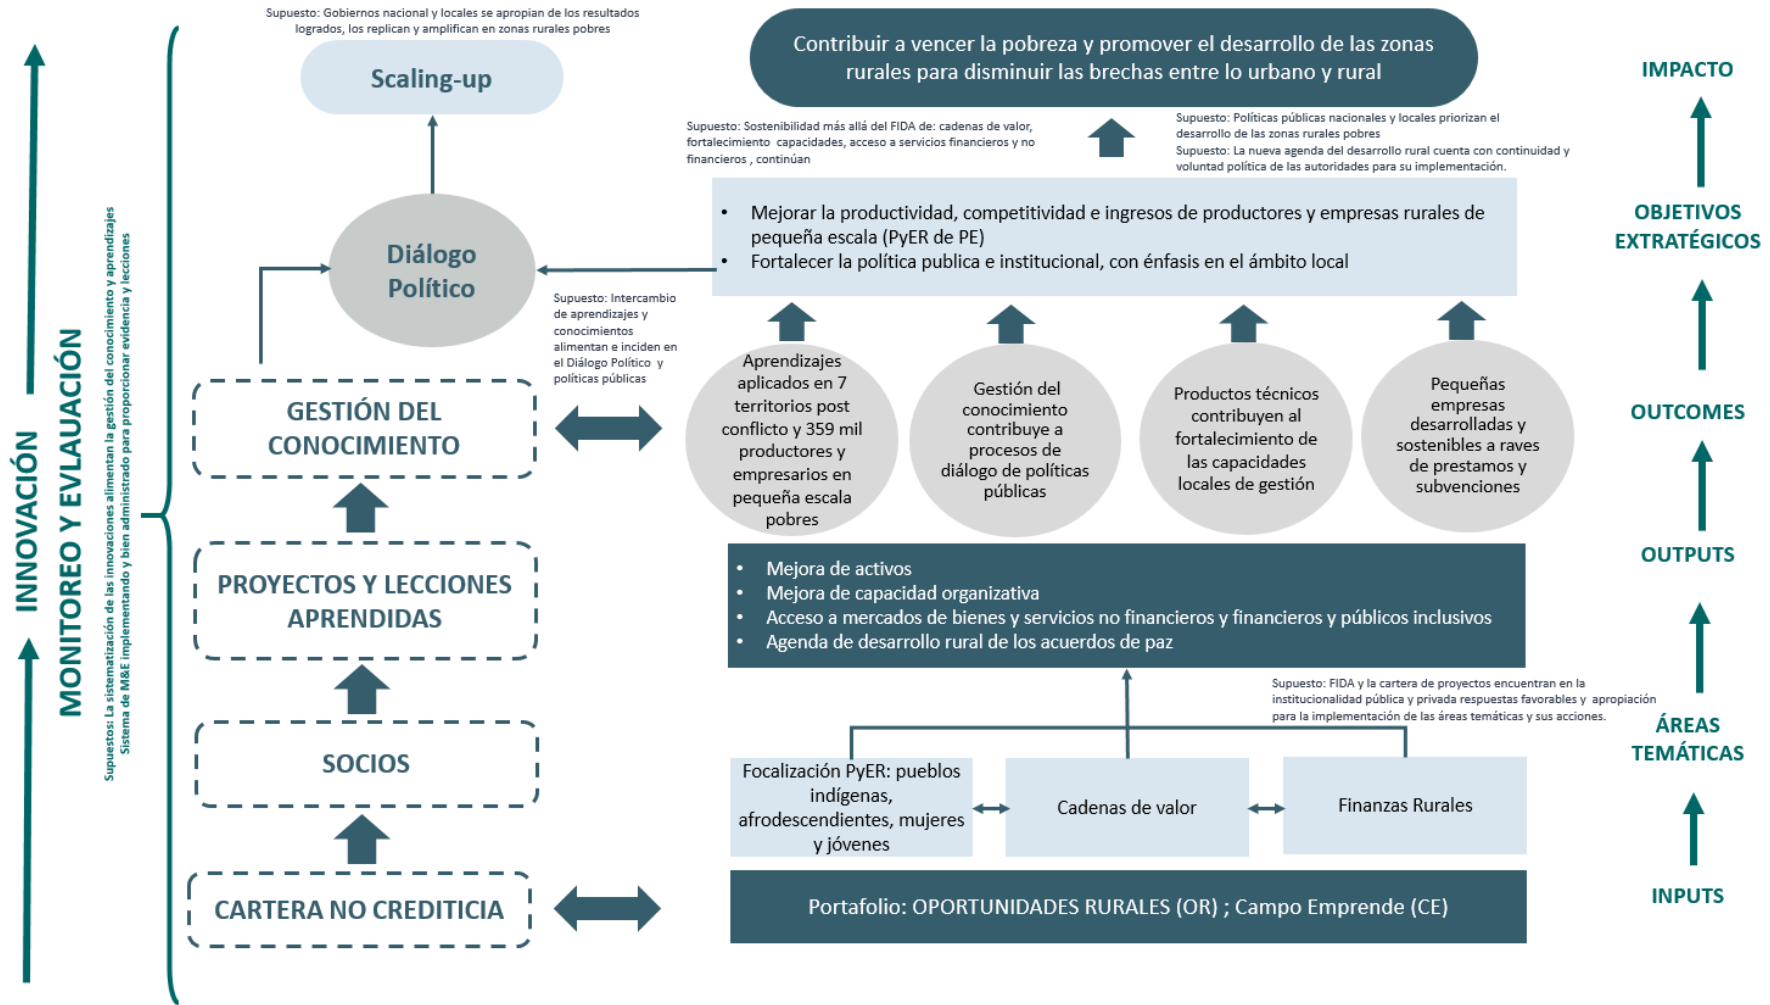 Supuesto: Gobiernos nacional y locales se apropian de los resultados
logrados, los replican y amplifican en zonas rurales pobres
Scaling-up
Contribuir a vencer la pobreza y promover el desarrollo de las zonas
rurales para disminuir las brechas entre lo urbano y rural
IMPACTO
Supuesto: Sostenibilidad más allá del FIDA de: cadenas de valor,
fortalecimiento capacidades, acceso a servicios financieros y no
financieros , continúan
Supuesto: Políticas públicas nacionales y locales priorizan el
desarrollo de las zonas rurales pobres
Supuesto: La nueva agenda del desarrollo rural cuenta con continuidad y
voluntad política de las autoridades para su implementación.
Diálogo
Político
• Mejorar la productividad, competitividad e ingresos de productores y empresas rurales de
pequeña escala (PyER de PE)
• Fortalecer la política publica e institucional, con énfasis en el ámbito local
OBJETIVOS
EXTRATÉGICOS
Supuesto: Intercambio
de aprendizajes y
conocimientos
alimentan e inciden en
el Diálogo Político y
políticas públicas
INNOVACIÓN
MONITOREO Y EVLAUACIÓN
Supuestos: La sistematización de las innovaciones alimentan la gestión del conocimiento y aprendizajes
Sistema de M&E implementando y bien administrado para proporcionar evidencia y lecciones
GESTIÓN DEL
CONOCIMIENTO
Aprendizajes
aplicados en 7
territorios post
conflicto y 359 mil
productores y
empresarios en
pequeña escala
pobres
Gestión del
conocimiento
contribuye a
procesos de
diálogo de políticas
públicas
Productos técnicos
contribuyen al
fortalecimiento de
las capacidades
locales de gestión
Pequeñas
empresas
desarrolladas y
sostenibles a raves
de prestamos y
subvenciones
OUTCOMES
PROYECTOS Y LECCIONES
APRENDIDAS
• Mejora de activos
• Mejora de capacidad organizativa
• Acceso a mercados de bienes y servicios no financieros y financieros y públicos inclusivos
• Agenda de desarrollo rural de los acuerdos de paz
OUTPUTS
Supuesto: FIDA y la cartera de proyectos encuentran en la
institucionalidad pública y privada respuestas favorables y apropiación
para la implementación de las áreas temáticas y sus acciones.
SOCIOS
Focalización PyER: pueblos
indígenas,
afrodescendientes, mujeres
y jóvenes
Cadenas de valor
Finanzas Rurales
ÁREAS
TEMÁTICAS
CARTERA NO CREDITICIA
Portafolio: OPORTUNIDADES RURALES (OR) ; Campo Emprende (CE)
INPUTS